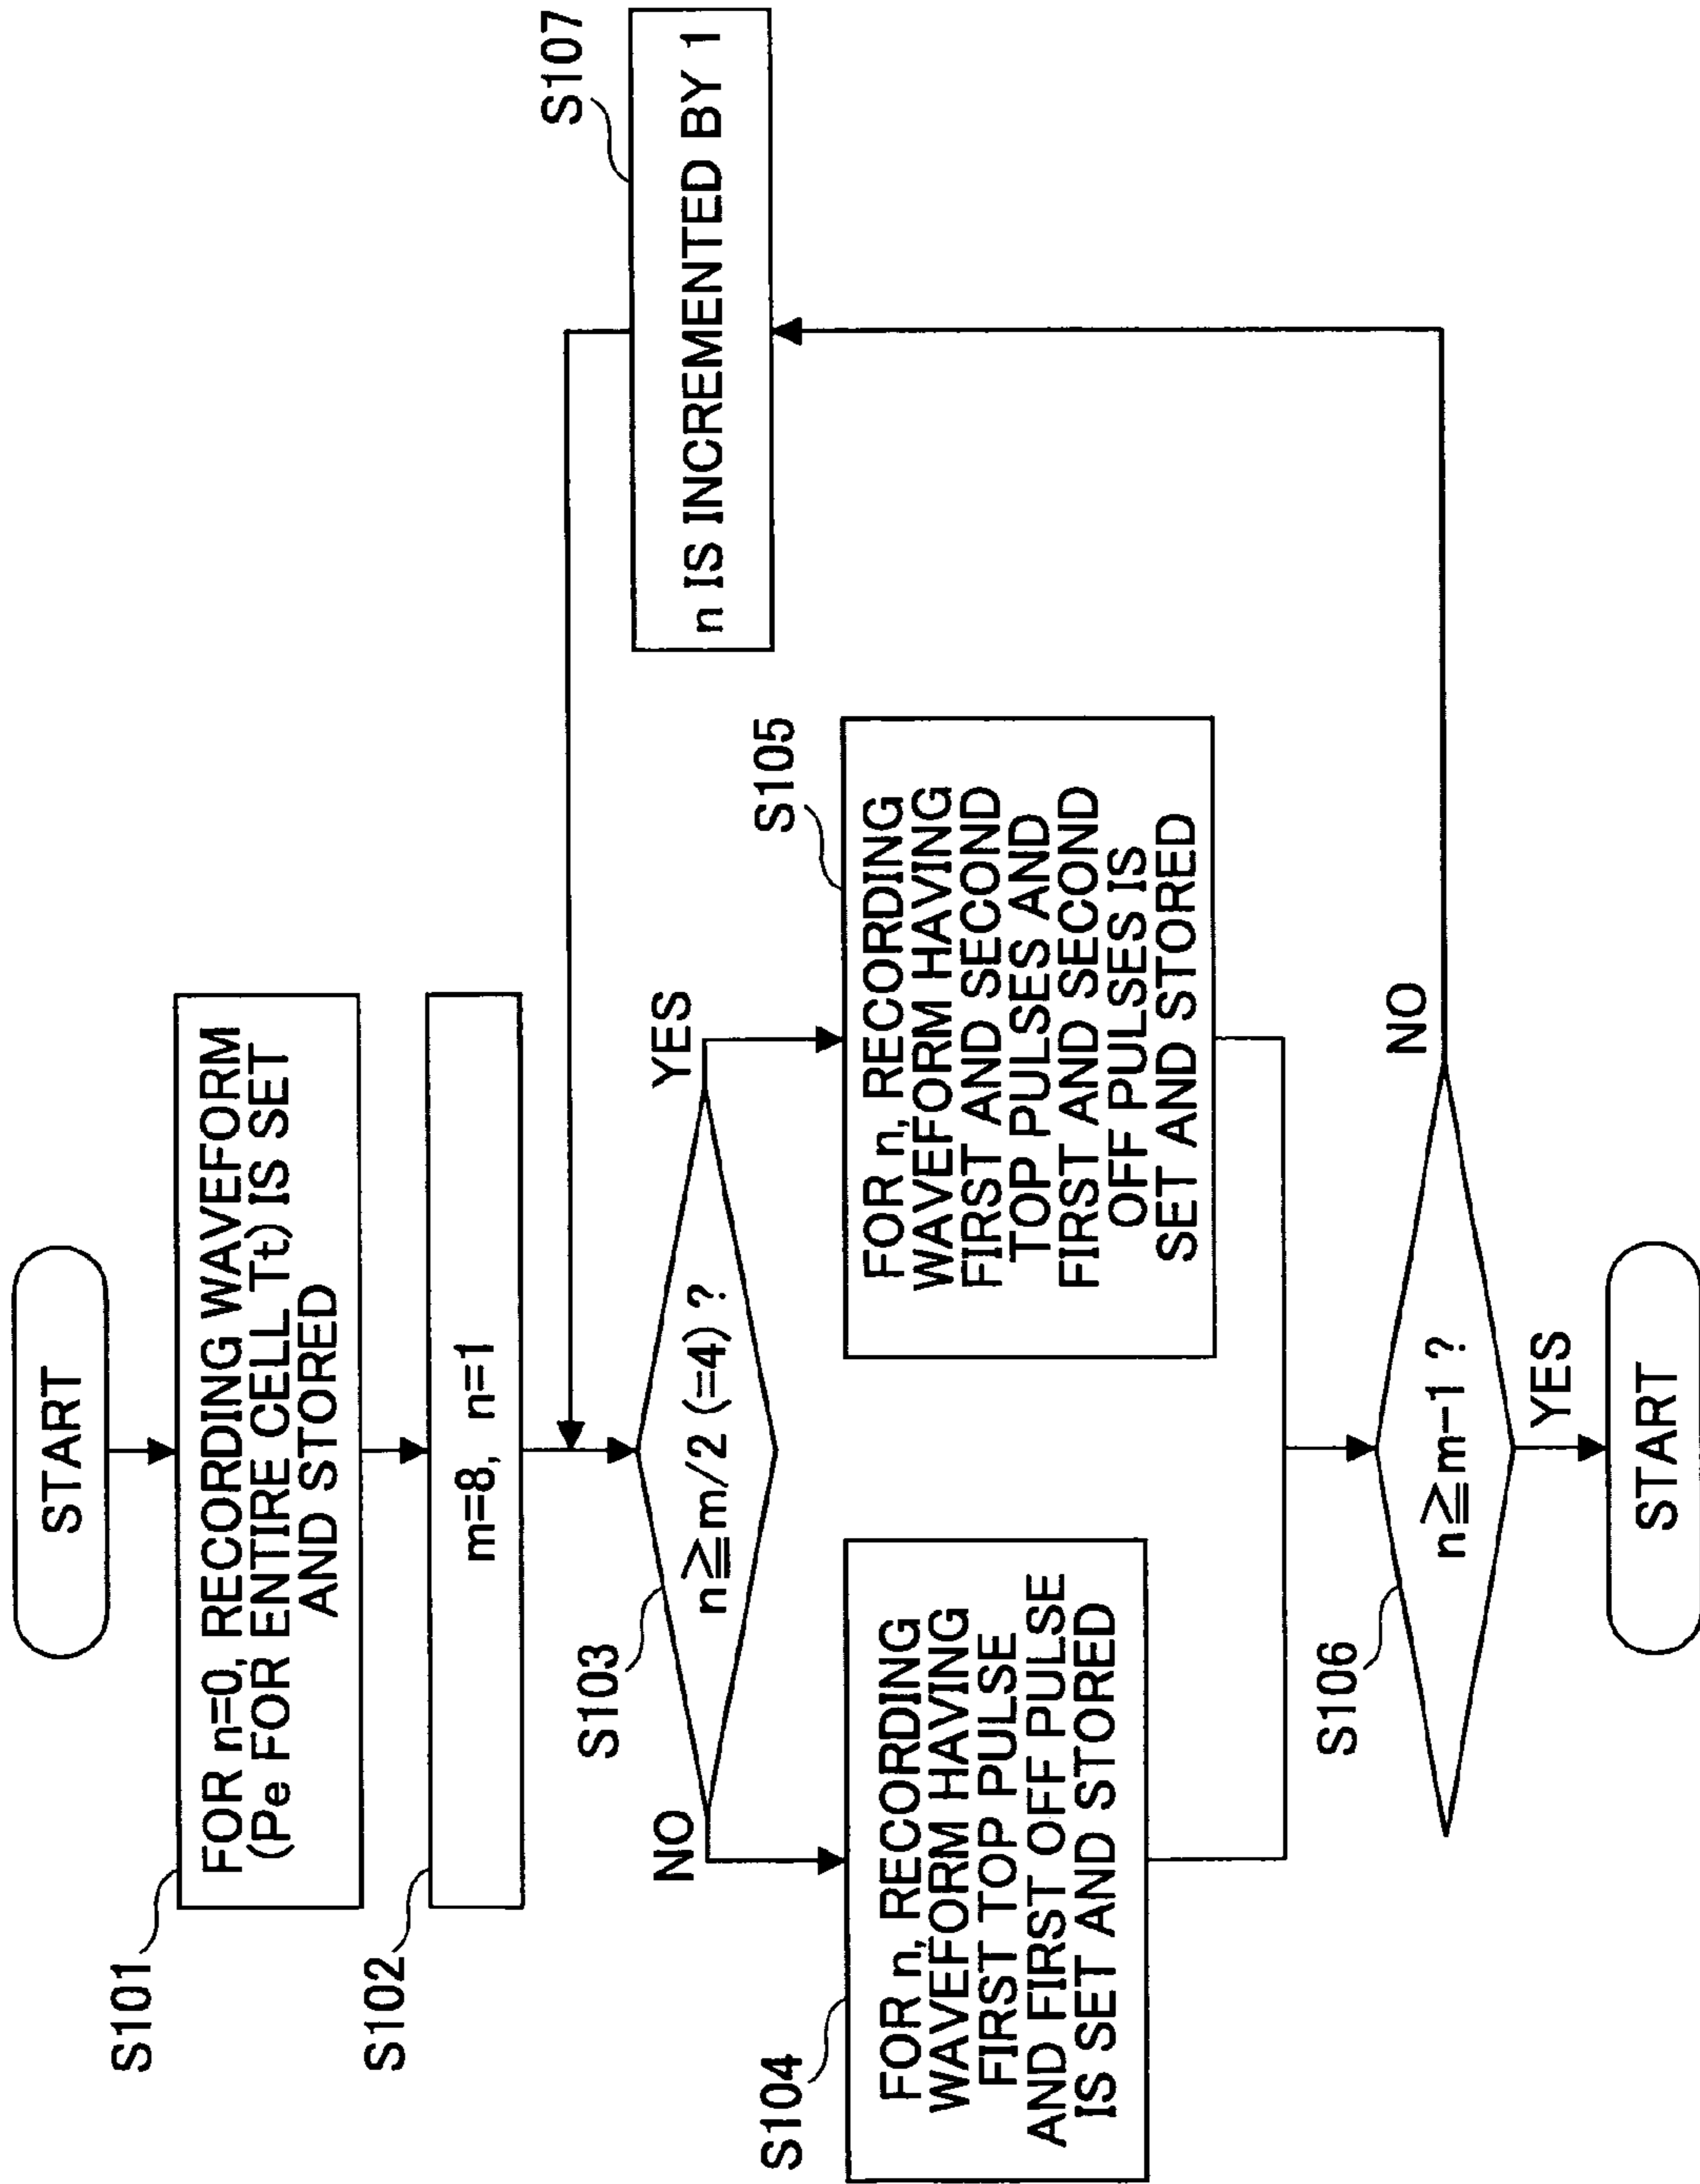 START
S101
FOR n=0, RECORDING WAVEFORM
(Pe FOR ENTIRE CELL Tt) IS SET
AND STORED
S102
m=8, n=1
S103
n≧m/2 (=4) ?
NO
YES
S104
FOR n, RECORDING
WAVEFORM HAVING
FIRST TOP PULSE
AND FIRST OFF PULSE
IS SET AND STORED
S105
FOR n, RECORDING
WAVEFORM HAVING
FIRST AND SECOND
TOP PULSES AND
FIRST AND SECOND
OFF PULSES IS
SET AND STORED
S107
n IS INCREMENTED BY 1
S106
n≧m−1 ?
NO
YES
START